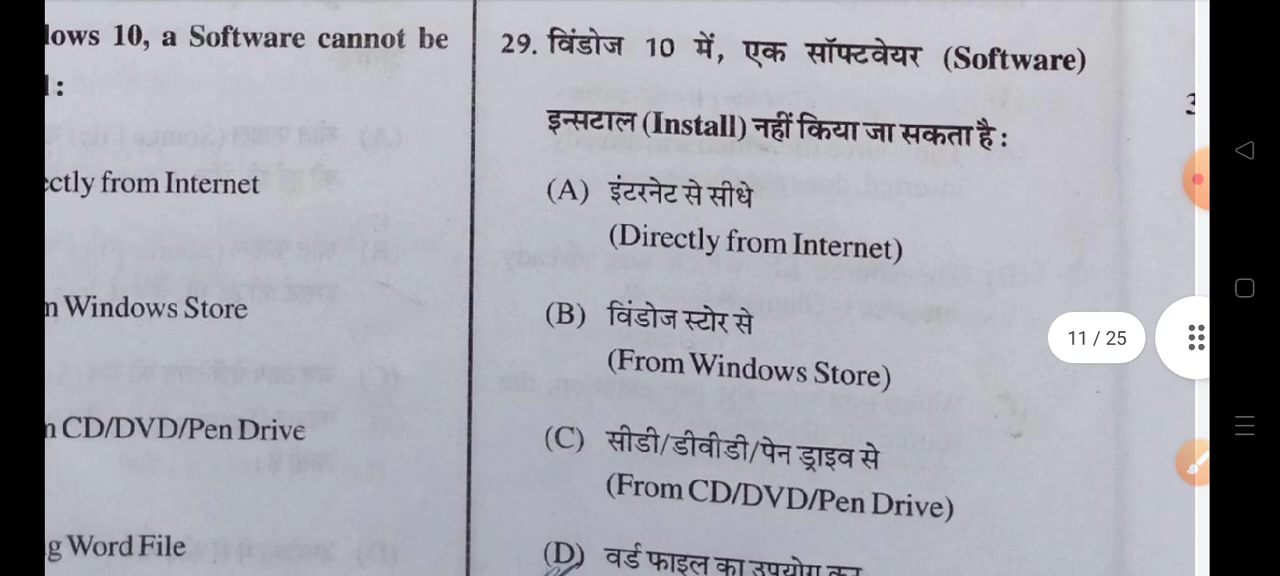 10, a Software cannot be
:
from Internet
Windows Store
CD/DVD/Pen Drive
Word File
29. विंडोज 10 में, एक सॉफ्टवेयर (Software)
इन्सटाल (Install) नहीं किया जा सकता है :
(A) इंटरनेट से सीधे
(Directly from Internet)
(B) विंडोज स्टोर से
(From Windows Store)
(C) सीडी/डीवीडी/पेन ड्राइव से
(From CD/DVD/Pen Drive)
(D) वर्ड फाइल का उपयोग कर
11 / 25